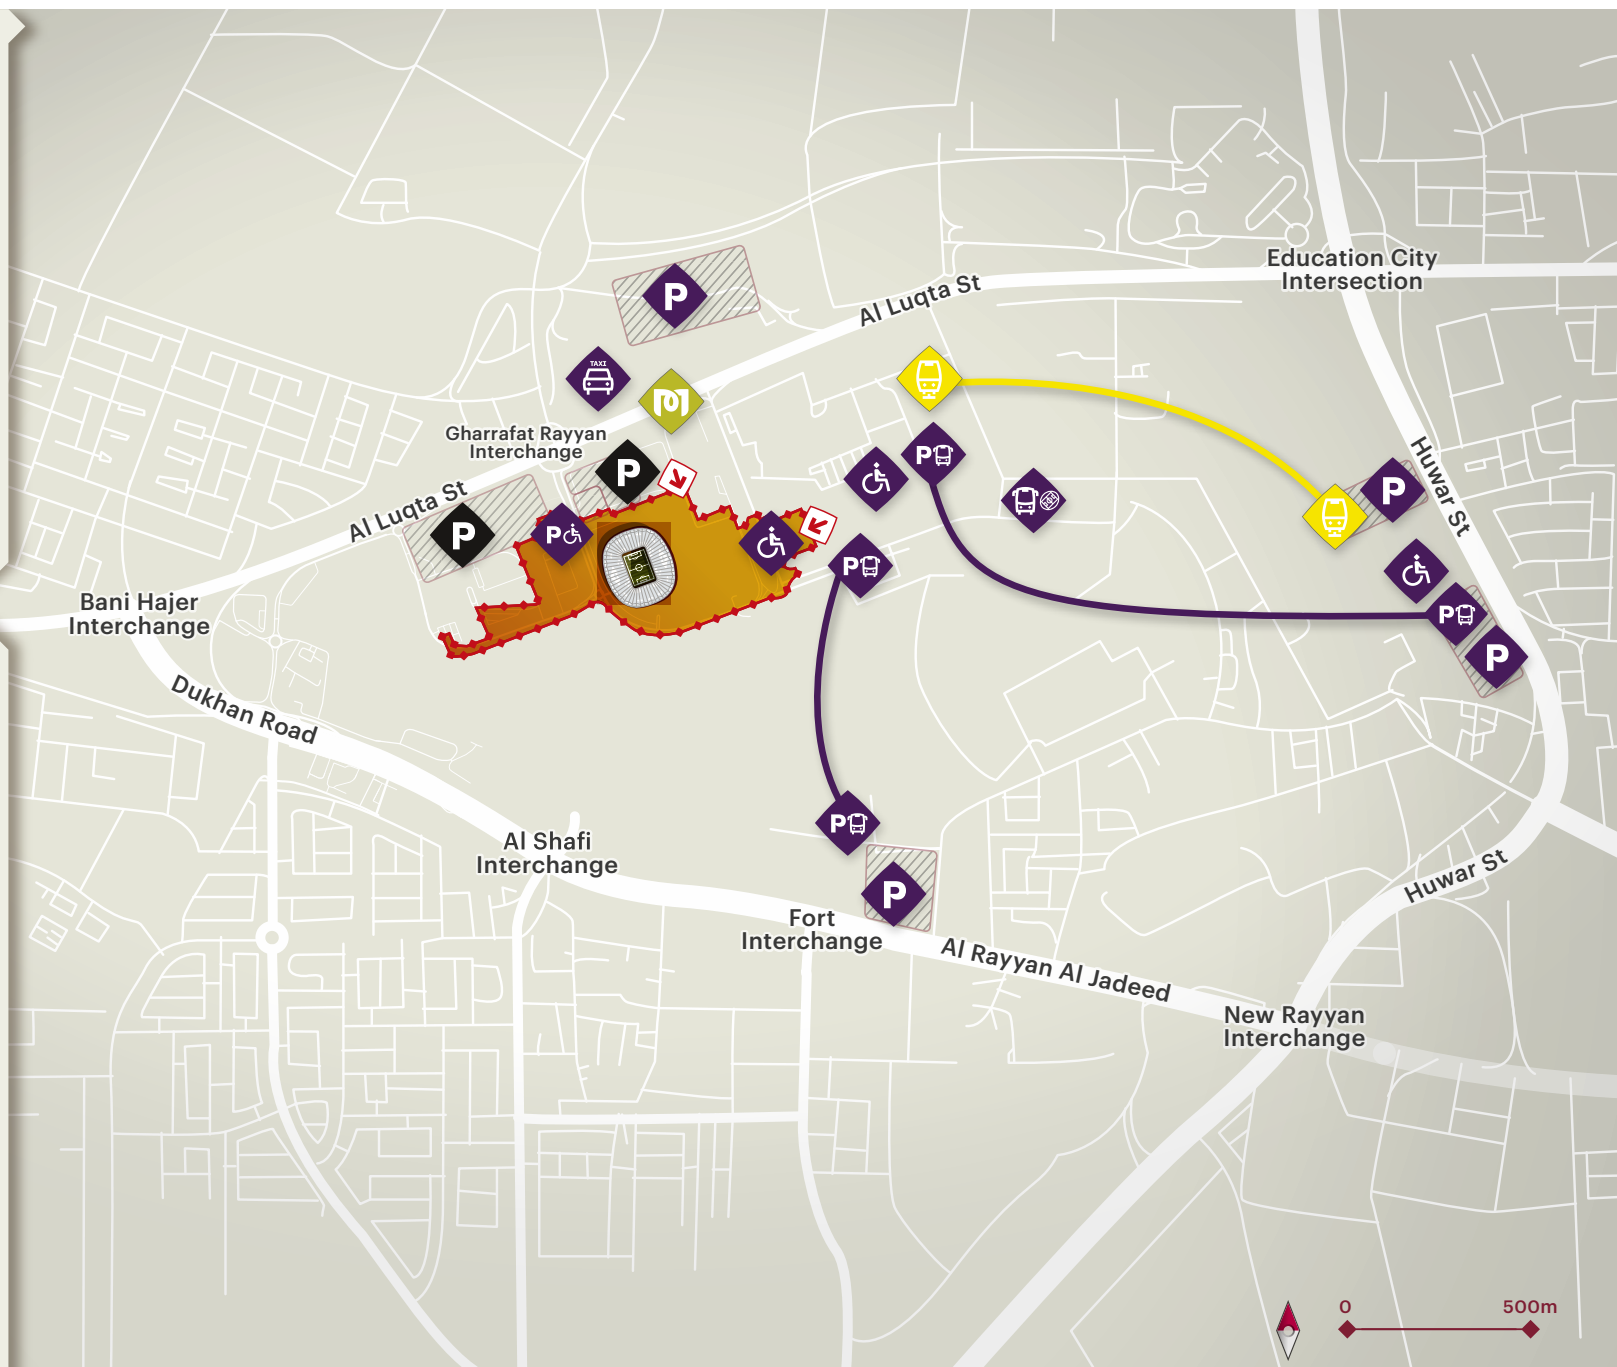 Education City
Intersection
Al Luqta St
P
TAXI
Gharrafat Rayyan
Interchange
P
P
Huwar St
Al Luqta St
P
P
P
P
Bani Hajer
Interchange
P
P
Dukhan Road
P
Al Shafi
Interchange
Huwar St
P
Fort
Interchange
Al Rayyan Al Jadeed
New Rayyan
Interchange
0
500m